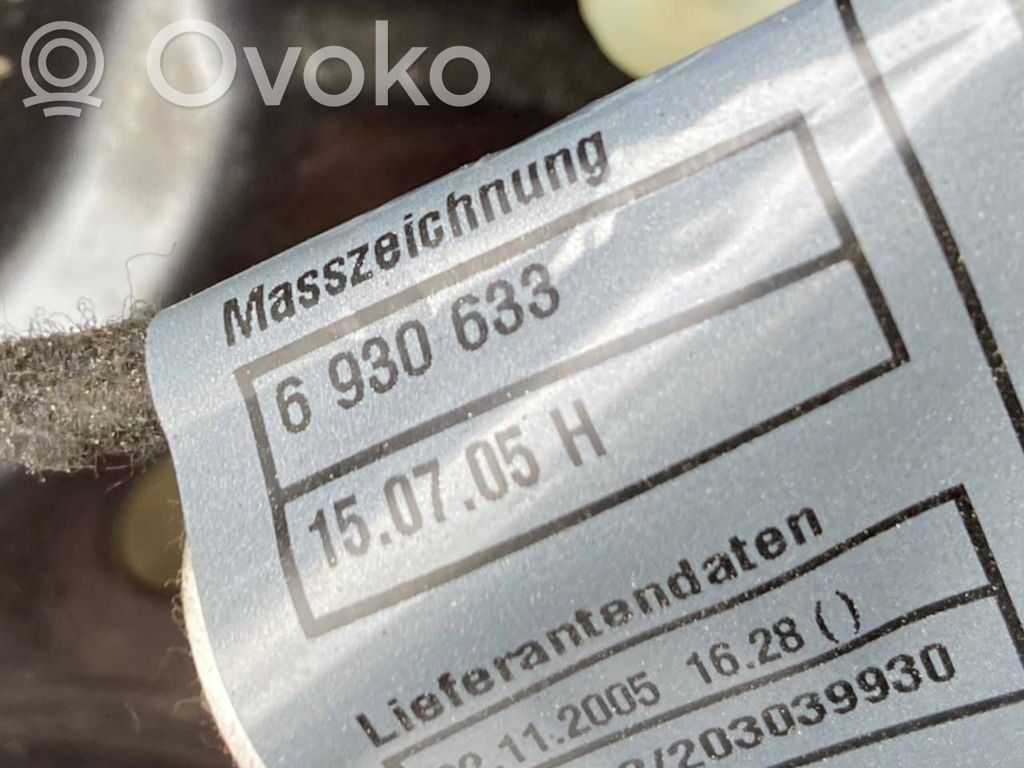 Ovoko
Masszeichnung
6 930 633
15.07.05 H
Lieferantendaten
.11.2005 16.28 ( )
/203039930